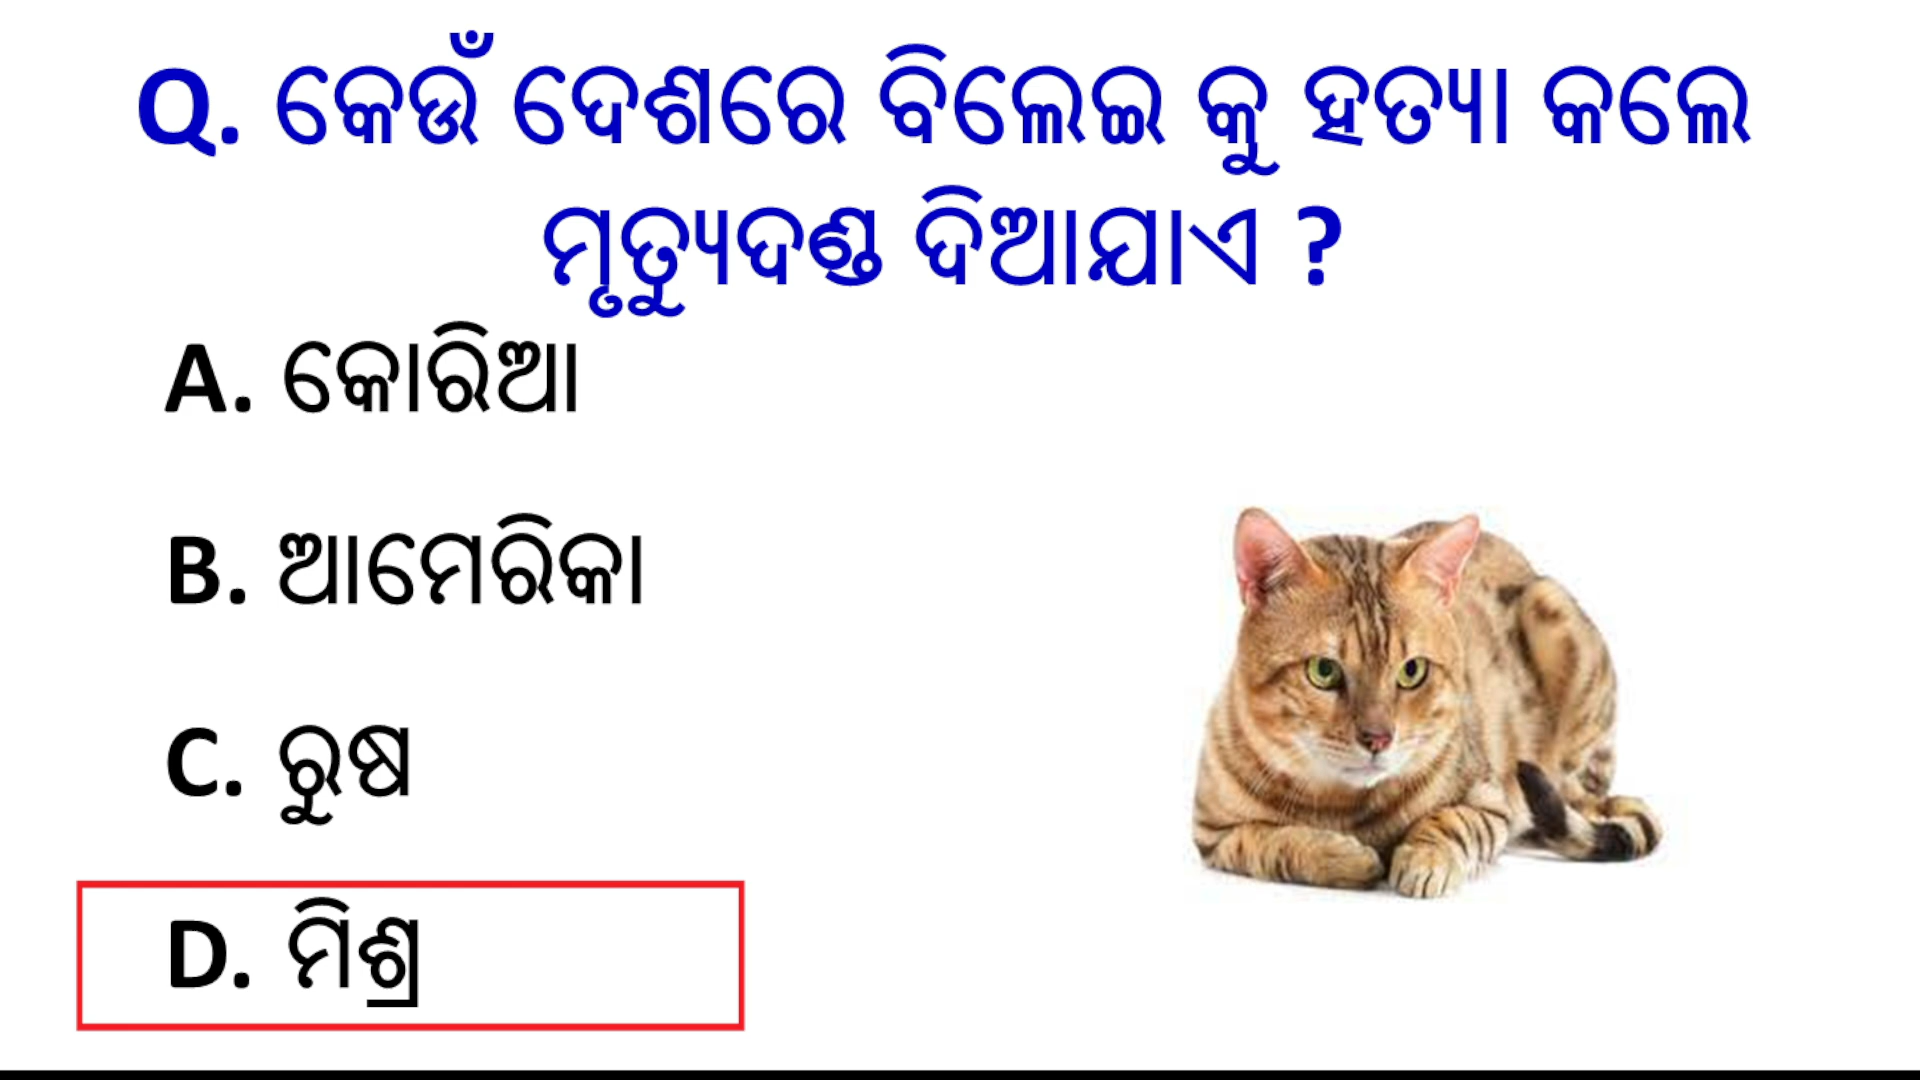 Q. କେଉଁ ଦେଶରେ ବିଲେଇ କୁ ହତ୍ୟା କଲେ
ମୃତ୍ୟୁଦଣ୍ଡ ଦିଆଯାଏ ?
A. କୋରିଆ
B. ଆମେରିକା
C. ରୁଷ
D. ମିଶ୍ର